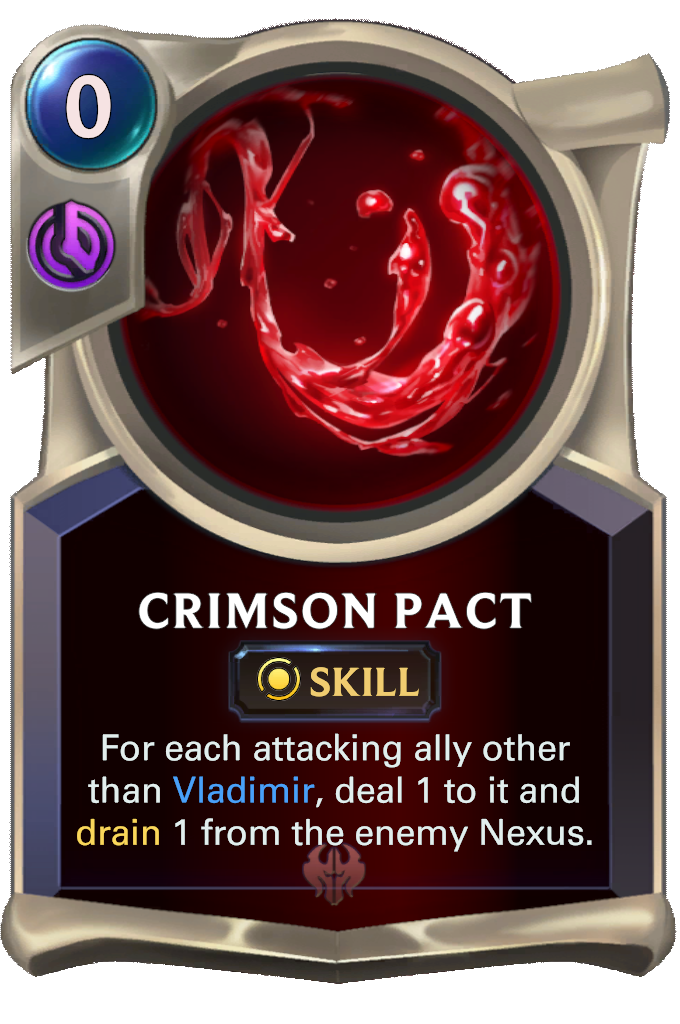 0
CRIMSON PACT
SKILL
For each attacking ally other
than Vladimir, deal 1 to it and
drain 1 from the enemy Nexus.